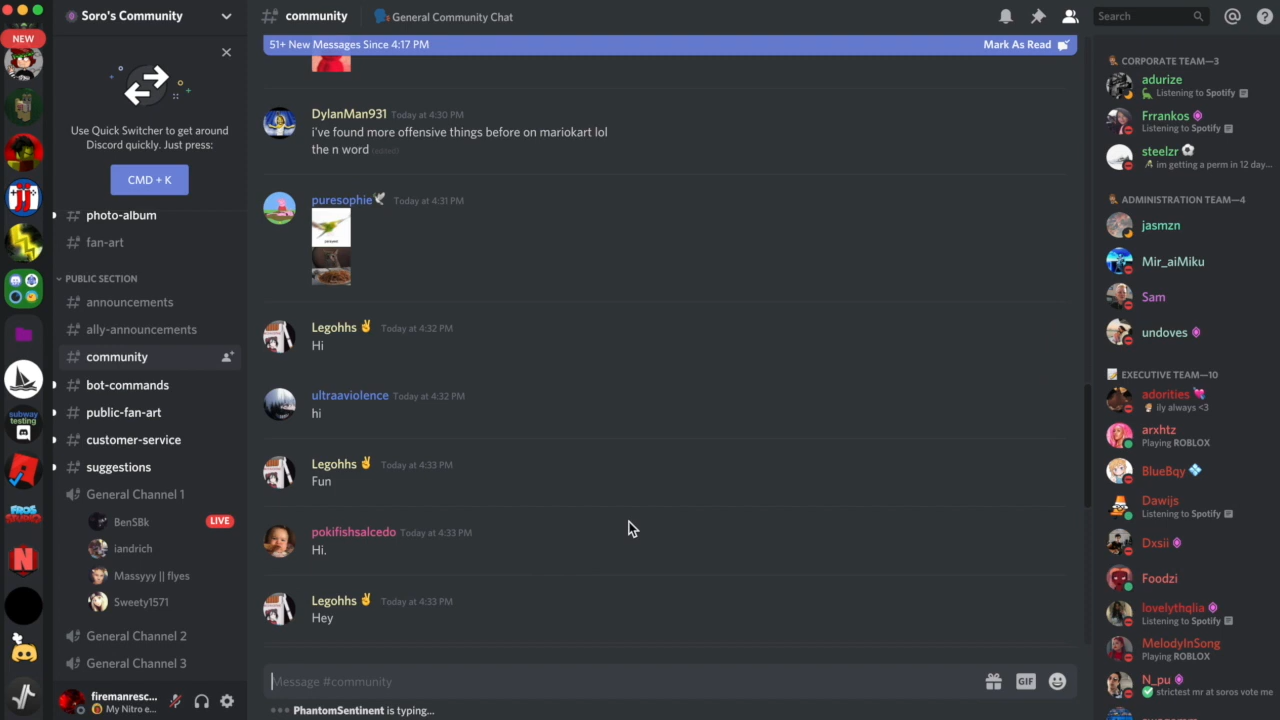 NEW
subway
testing
FROS
STUDIO
Soro's Community
Use Quick Switcher to get around
Discord quickly. Just press:
CMD + K
# photo-album
# fan-art
PUBLIC SECTION
# announcements
# ally-announcements
# community
# bot-commands
# public-fan-art
# customer-service
# suggestions
General Channel 1
BenSBk LIVE
iandrich
Massyyy || flyes
Sweety1571
General Channel 2
General Channel 3
firemanresc...
My Nitro e...
# community General Community Chat
51+ New Messages Since 4:17 PM Mark As Read
DylanMan931 Today at 4:30 PM
i've found more offensive things before on mariokart lol
the n word (edited)
puresophie🕊 Today at 4:31 PM
Legohhs ✌ Today at 4:32 PM
Hi
ultraaviolence Today at 4:32 PM
hi
Legohhs ✌ Today at 4:33 PM
Fun
pokifishsalcedo Today at 4:33 PM
Hi.
Legohhs ✌ Today at 4:33 PM
Hey
Message #community
GIF
PhantomSentinent is typing...
Search
CORPORATE TEAM—3
adurize
Listening to Spotify
Frrankos
Listening to Spotify
steelzr ⚽
im getting a perm in 12 day...
ADMINISTRATION TEAM—4
jasmzn
Mir_aiMiku
Sam
undoves
EXECUTIVE TEAM—10
adorities 💘
ily always <3
arxhtz
Playing ROBLOX
BlueBqy 💠
Dawijs
Listening to Spotify
Dxsii
Foodzi
lovelythqlia
Listening to Spotify
MelodyInSong
Playing ROBLOX
N_pu
✅ strictest mr at soros vote me